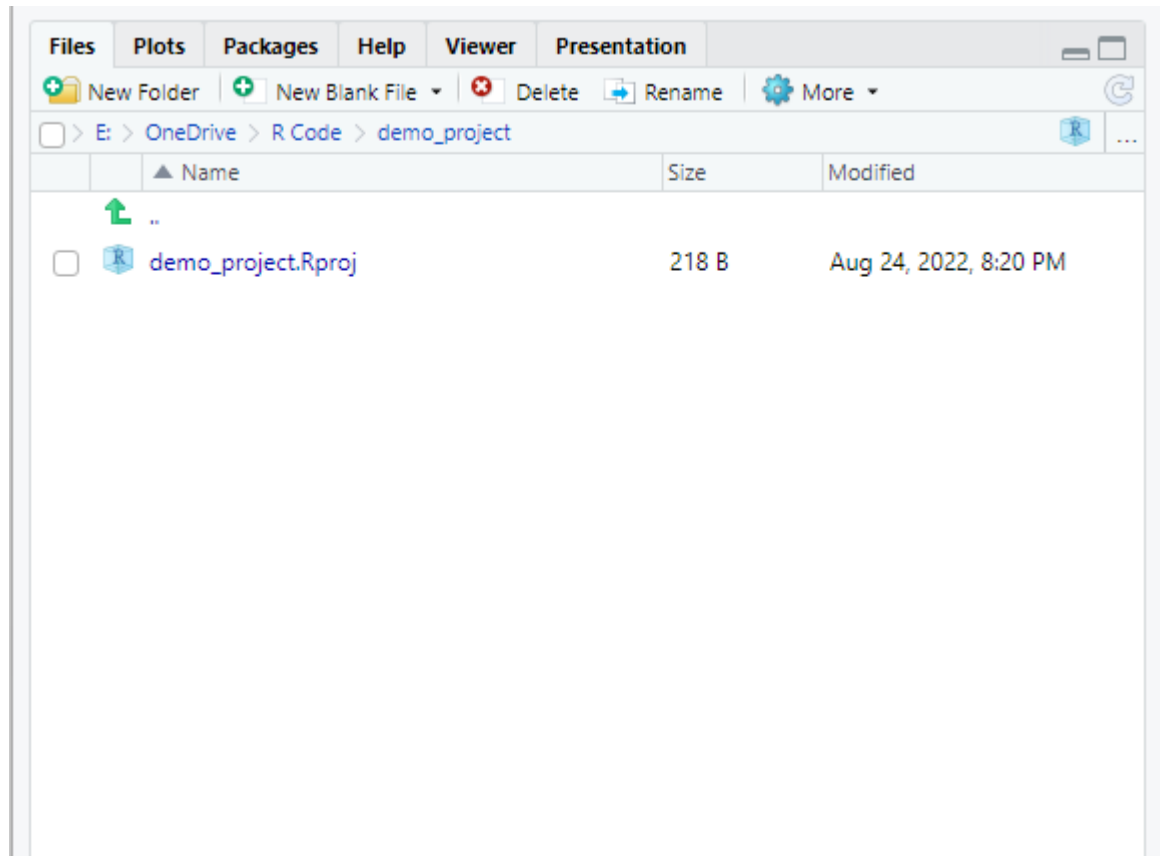 Files Plots Packages Help Viewer Presentation
New Folder New Blank File Delete Rename More
E: > OneDrive > R Code > demo_project R ...
Name Size Modified
..
R demo_project.Rproj 218 B Aug 24, 2022, 8:20 PM